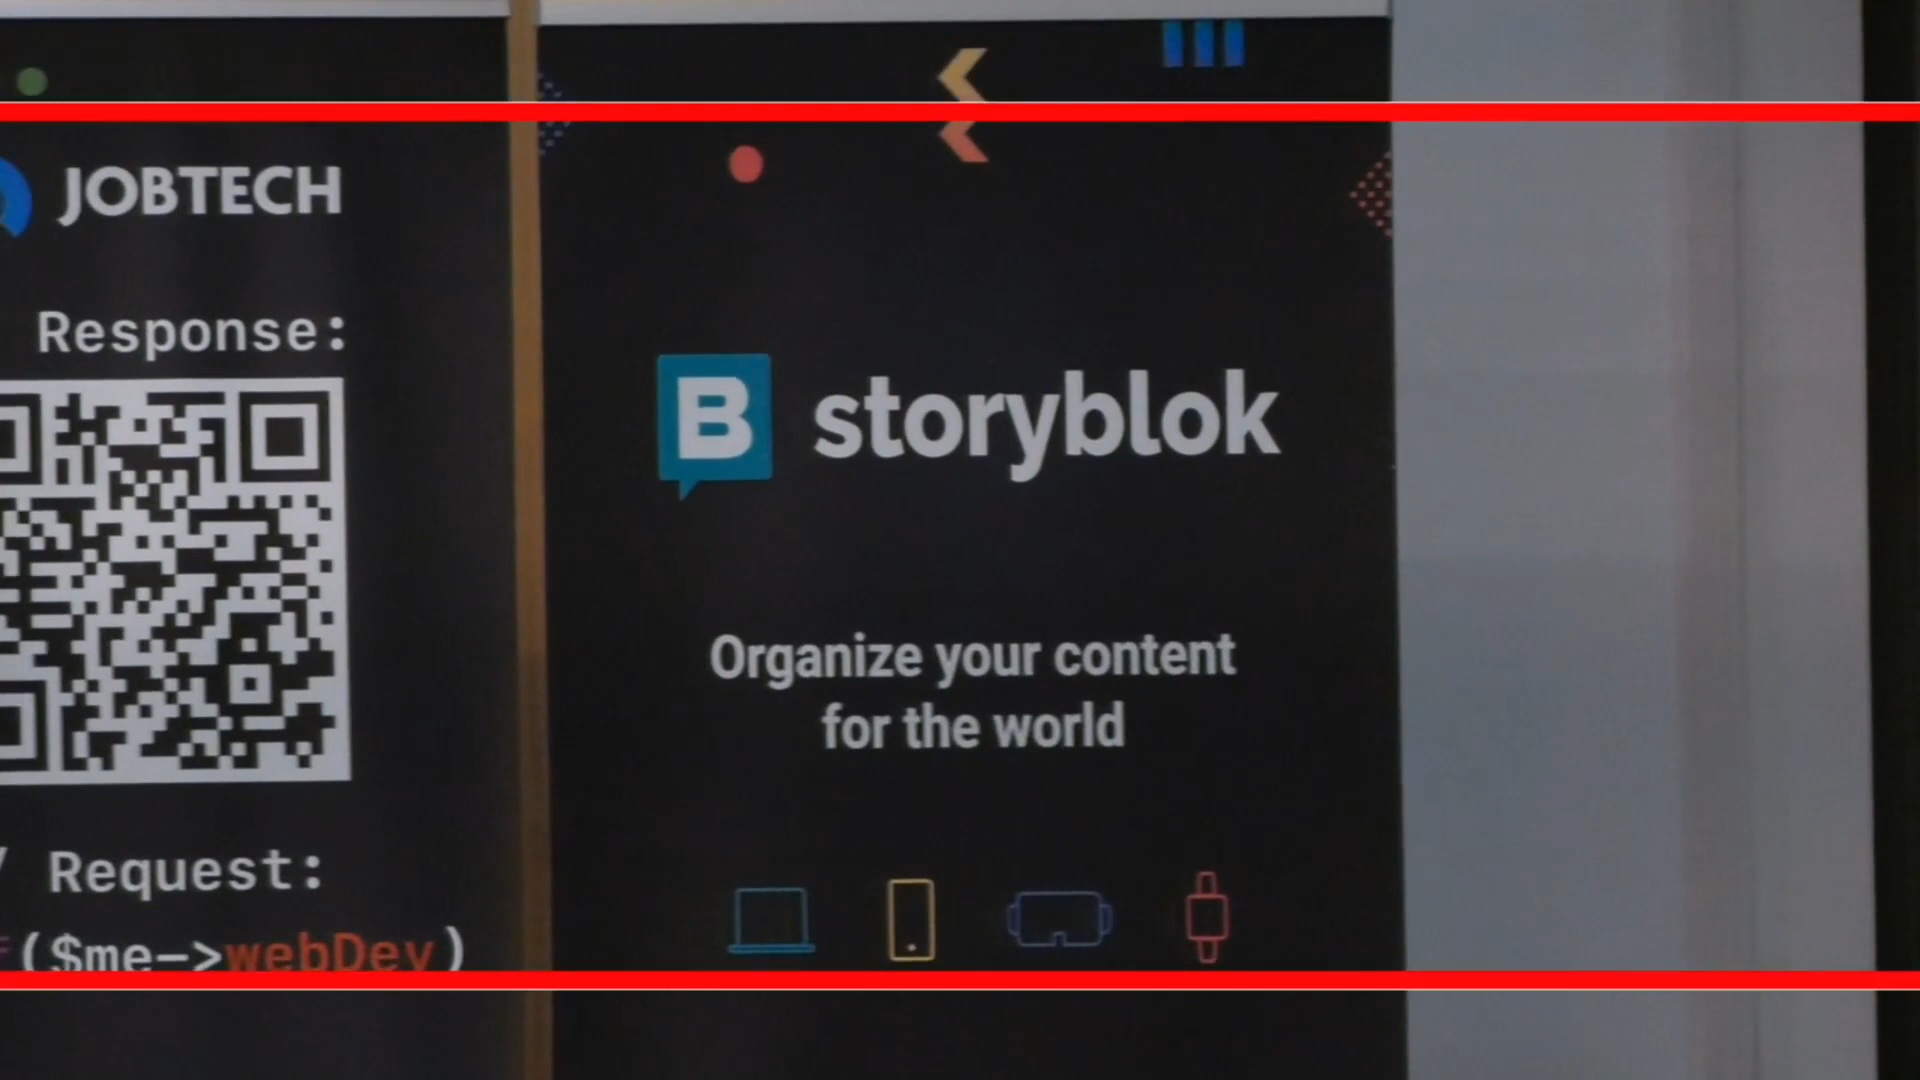 JOBTECH
Response:
Request:
($me->webDev)
B storyblok
Organize your content
for the world